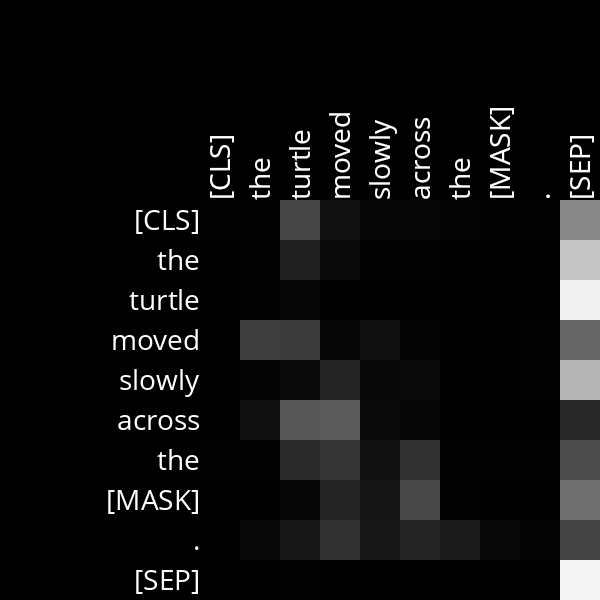 [CLS] the turtle moved slowly across the [MASK] . [SEP]
[CLS]
the
turtle
moved
slowly
across
the
[MASK]
.
[SEP]